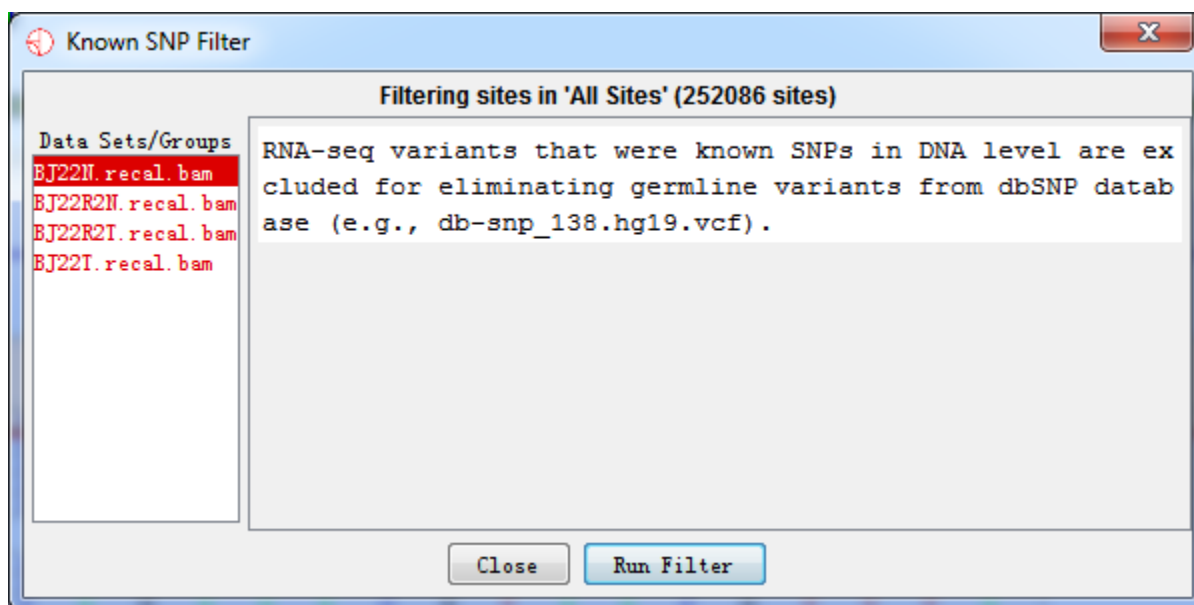 Known SNP Filter
Filtering sites in 'All Sites' (252086 sites)
Data Sets/Groups
BJ22N.recal.bam
BJ22R2N.recal.bam
BJ22R2T.recal.bam
BJ22T.recal.bam
RNA-seq variants that were known SNPs in DNA level are ex
cluded for eliminating germline variants from dbSNP datab
ase (e.g., db-snp_138.hg19.vcf).
Close
Run Filter